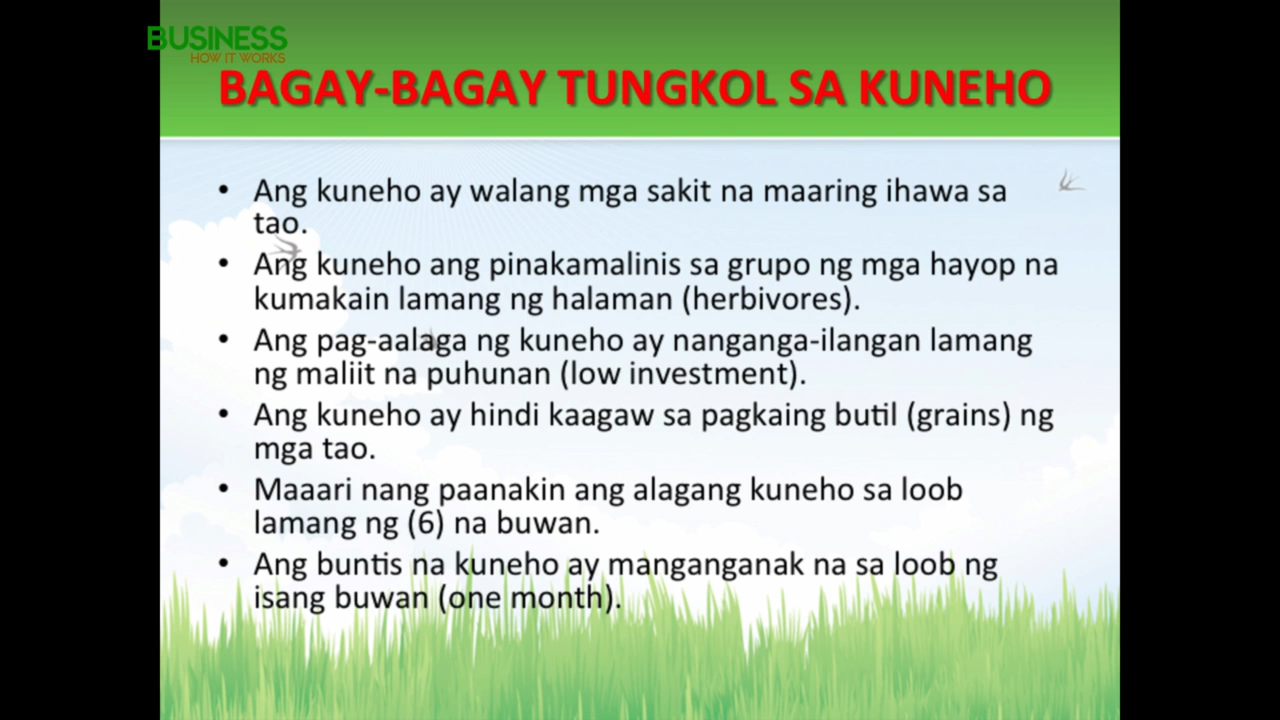 BUSINESS
HOW IT WORKS
BAGAY-BAGAY TUNGKOL SA KUNEHO
• Ang kuneho ay walang mga sakit na maaring ihawa sa
tao.
• Ang kuneho ang pinakamalinis sa grupo ng mga hayop na
kumakain lamang ng halaman (herbivores).
• Ang pag-aalaga ng kuneho ay nanganga-ilangan lamang
ng maliit na puhunan (low investment).
• Ang kuneho ay hindi kaagaw sa pagkaing butil (grains) ng
mga tao.
• Maaari nang paanakin ang alagang kuneho sa loob
lamang ng (6) na buwan.
• Ang buntis na kuneho ay manganganak na sa loob ng
isang buwan (one month).